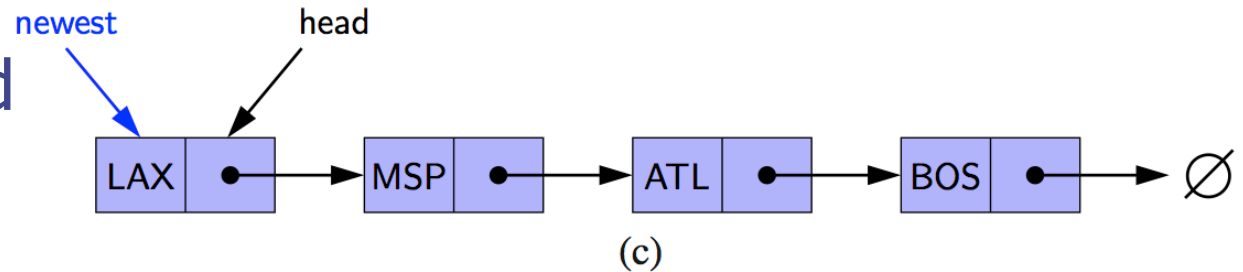 newest head
d
LAX MSP ATL BOS ∅
(c)